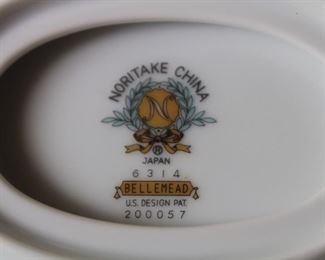 NORITAKE CHINA
N
®
JAPAN
6314
BELLEMEAD
U.S. DESIGN PAT.
200057